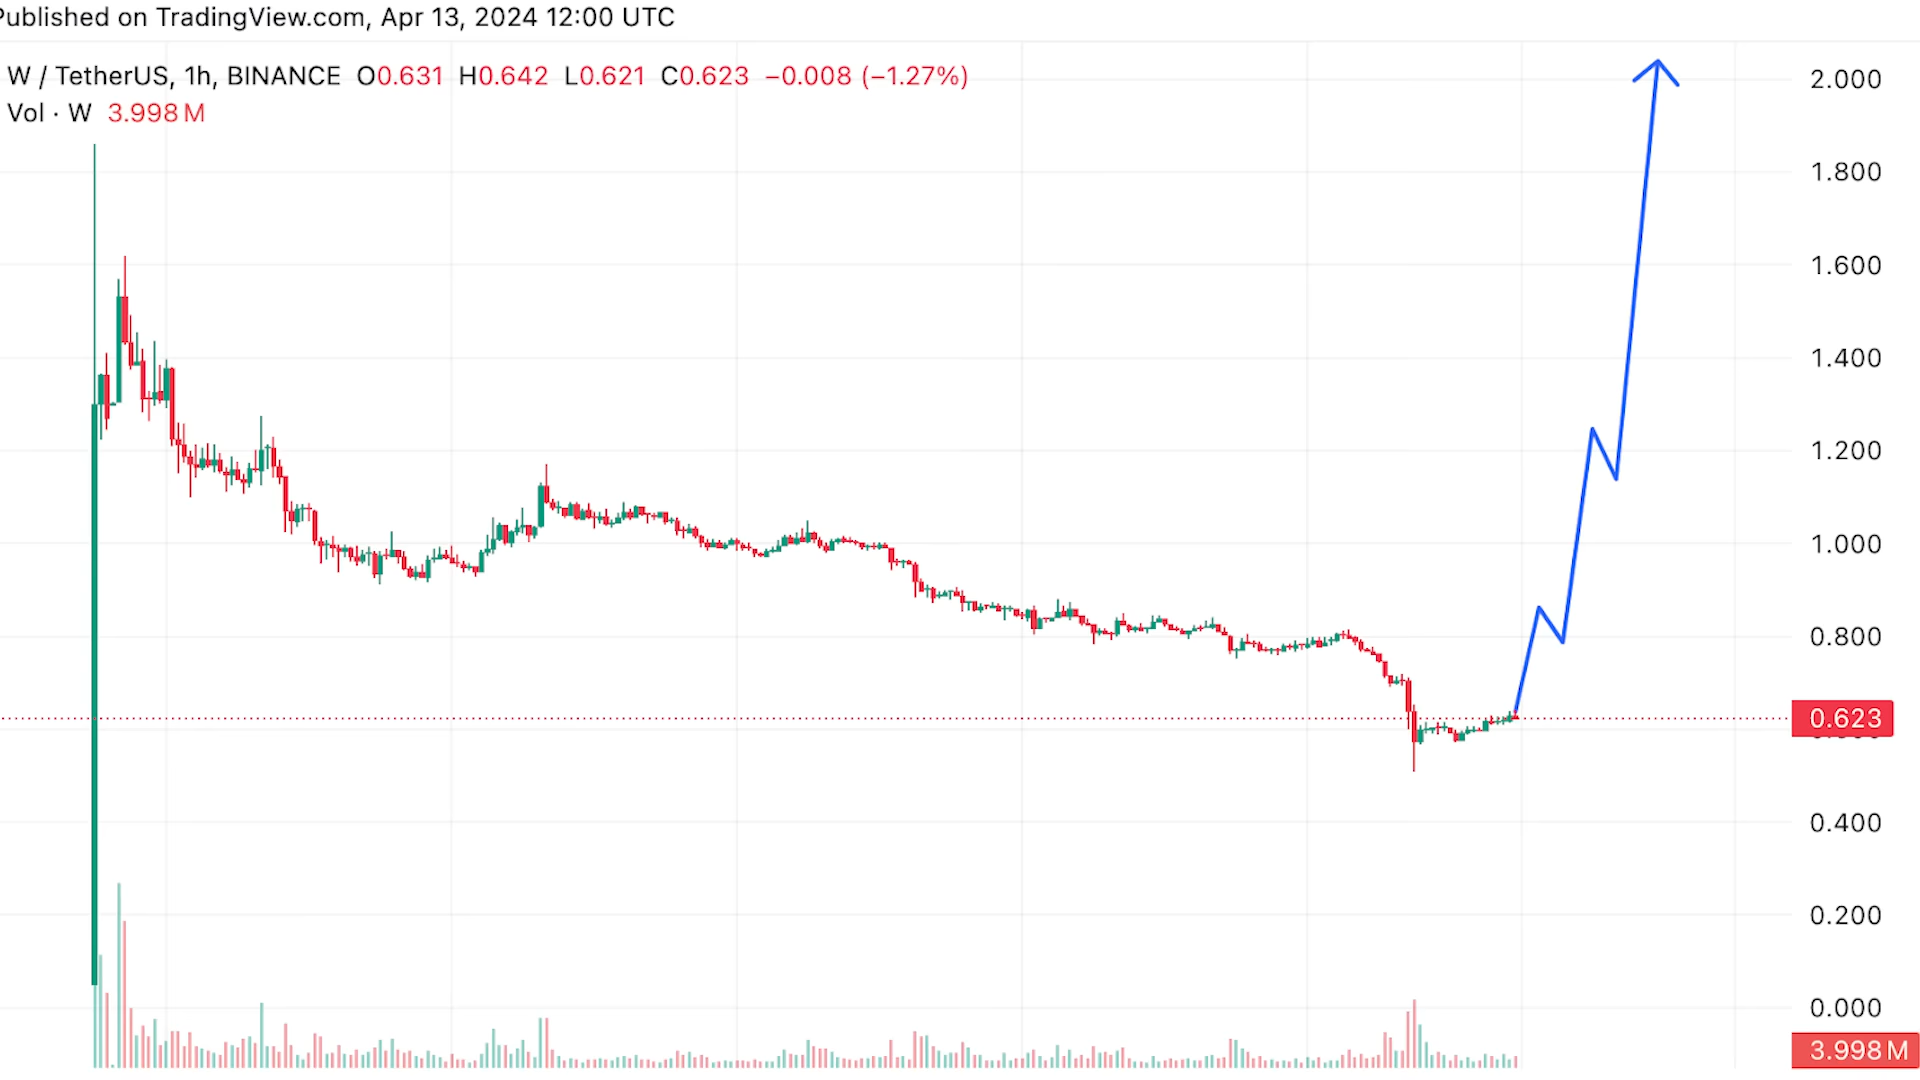 Published on TradingView.com, Apr 13, 2024 12:00 UTC
W / TetherUS, 1h, BINANCE O0.631 H0.642 L0.621 C0.623 −0.008 (−1.27%)
Vol · W 3.998 M
2.000
1.800
1.600
1.400
1.200
1.000
0.800
0.623
0.400
0.200
0.000
3.998 M